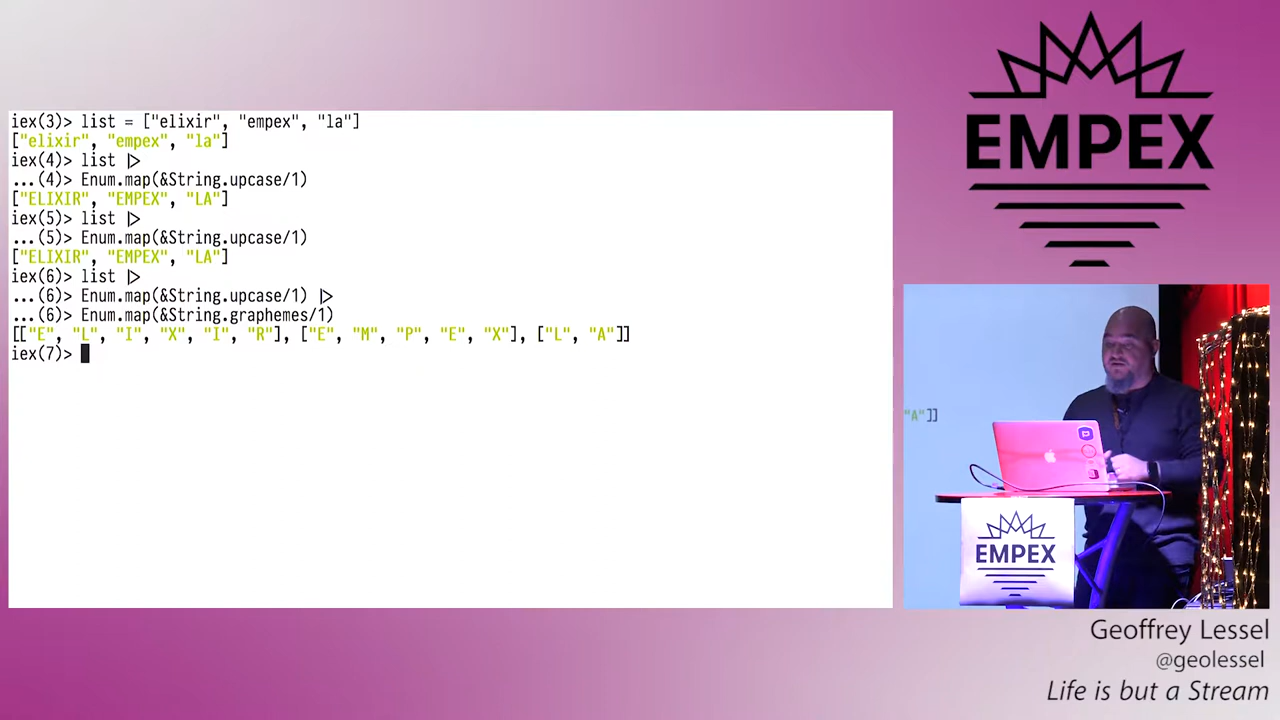 iex(3)> list = ["elixir", "empex", "la"]
["elixir", "empex", "la"]
iex(4)> list |>
...(4)> Enum.map(&String.upcase/1)
["ELIXIR", "EMPEX", "LA"]
iex(5)> list |>
...(5)> Enum.map(&String.upcase/1)
["ELIXIR", "EMPEX", "LA"]
iex(6)> list |>
...(6)> Enum.map(&String.upcase/1) |>
...(6)> Enum.map(&String.graphemes/1)
[["E", "L", "I", "X", "I", "R"], ["E", "M", "P", "E", "X"], ["L", "A"]]
iex(7)>
EMPEX
"A"]]
EMPEX
Geoffrey Lessel
@geolessel
Life is but a Stream